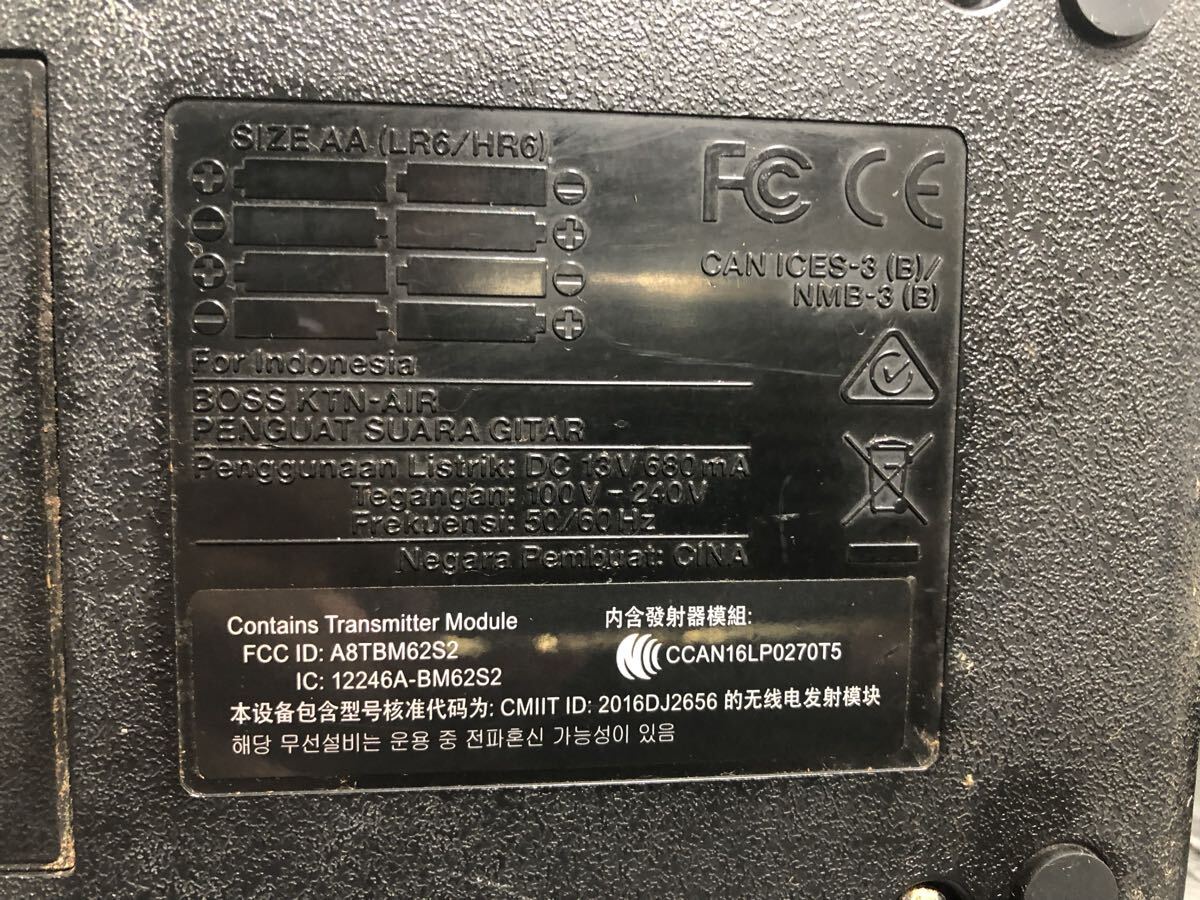 SIZE AA (LR6/HR6)
FC CE
CAN ICES-3 (B)/
NMB-3 (B)
For Indonesia
BOSS KTN-AIR
PENGUAT SUARA GITAR
Penggunaan Listrik: DC 13V/680mA
Tegangan: 100V - 240V
Frekuensi: 50/60Hz
Negara Pembuat: CINA
Contains Transmitter Module
FCC ID: A8TBM62S2
IC: 12246A-BM62S2
內含發射器模組:
CCAN16LP0270T5
本设备包含型号核准代码为: CMIIT ID: 2016DJ2656 的无线电发射模块
해당 무선설비는 운용 중 전파혼신 가능성이 있음